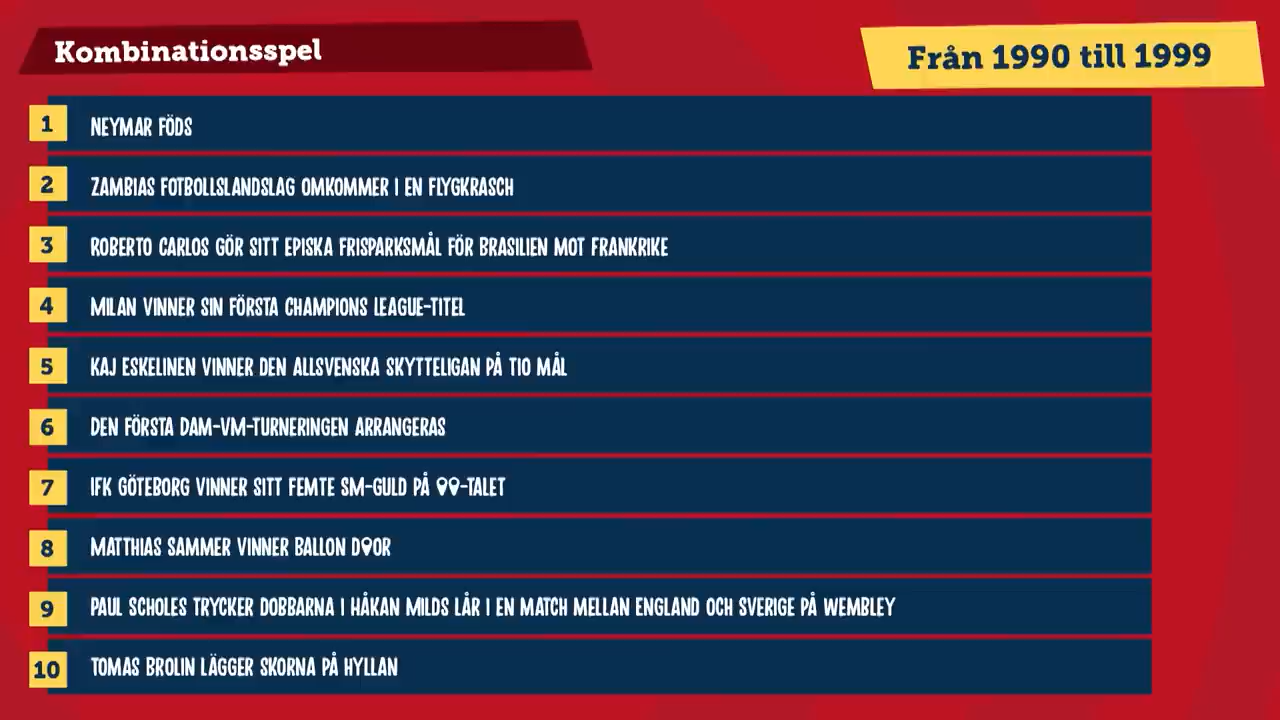 Kombinationsspel
Från 1990 till 1999
1 NEYMAR FÖDS
2 ZAMBIAS FOTBOLLSLANDSLAG OMKOMMER I EN FLYGKRASCH
3 ROBERTO CARLOS GÖR SITT EPISKA FRISPARKSMÅL FÖR BRASILIEN MOT FRANKRIKE
4 MILAN VINNER SIN FÖRSTA CHAMPIONS LEAGUE-TITEL
5 KAJ ESKELINEN VINNER DEN ALLSVENSKA SKYTTELIGAN PÅ TIO MÅL
6 DEN FÖRSTA DAM-VM-TURNERINGEN ARRANGERAS
7 IFK GÖTEBORG VINNER SITT FEMTE SM-GULD PÅ -TALET
8 MATTHIAS SAMMER VINNER BALLON DOR
9 PAUL SCHOLES TRYCKER DOBBARNA I HÅKAN MILDS LÅR I EN MATCH MELLAN ENGLAND OCH SVERIGE PÅ WEMBLEY
10 TOMAS BROLIN LÄGGER SKORNA PÅ HYLLAN